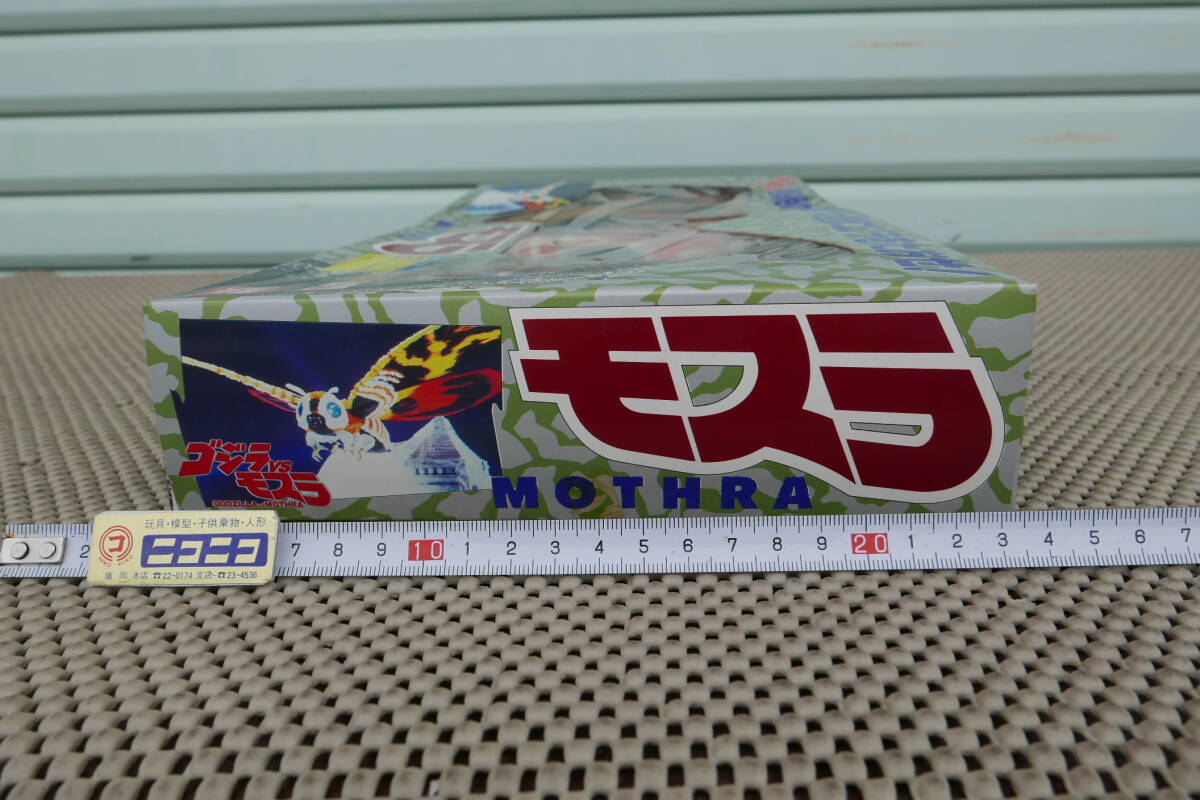 モスラ
MOTHRA
ゴジラVSモスラ
GODZILLA vs MOTHRA
玩具・模型・子供乗物・人形
ニコニコ
藤岡 本店 ☎22-0174 支店 ☎23-4536
2 7 8 9 10 1 2 3 4 5 6 7 8 9 20 1 2 3 4 5 6 7